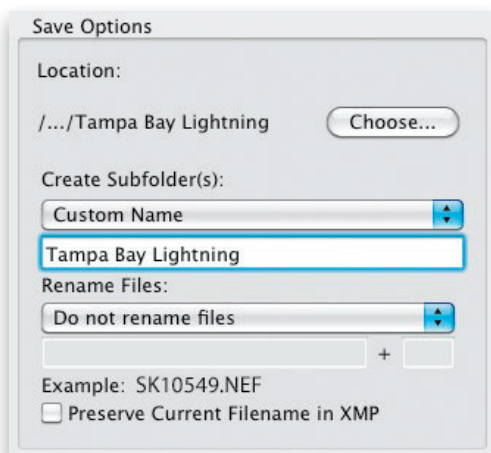 Save Options
Location:
/.../Tampa Bay Lightning Choose...
Create Subfolder(s):
Custom Name
Tampa Bay Lightning
Rename Files:
Do not rename files
+
Example: SK10549.NEF
Preserve Current Filename in XMP